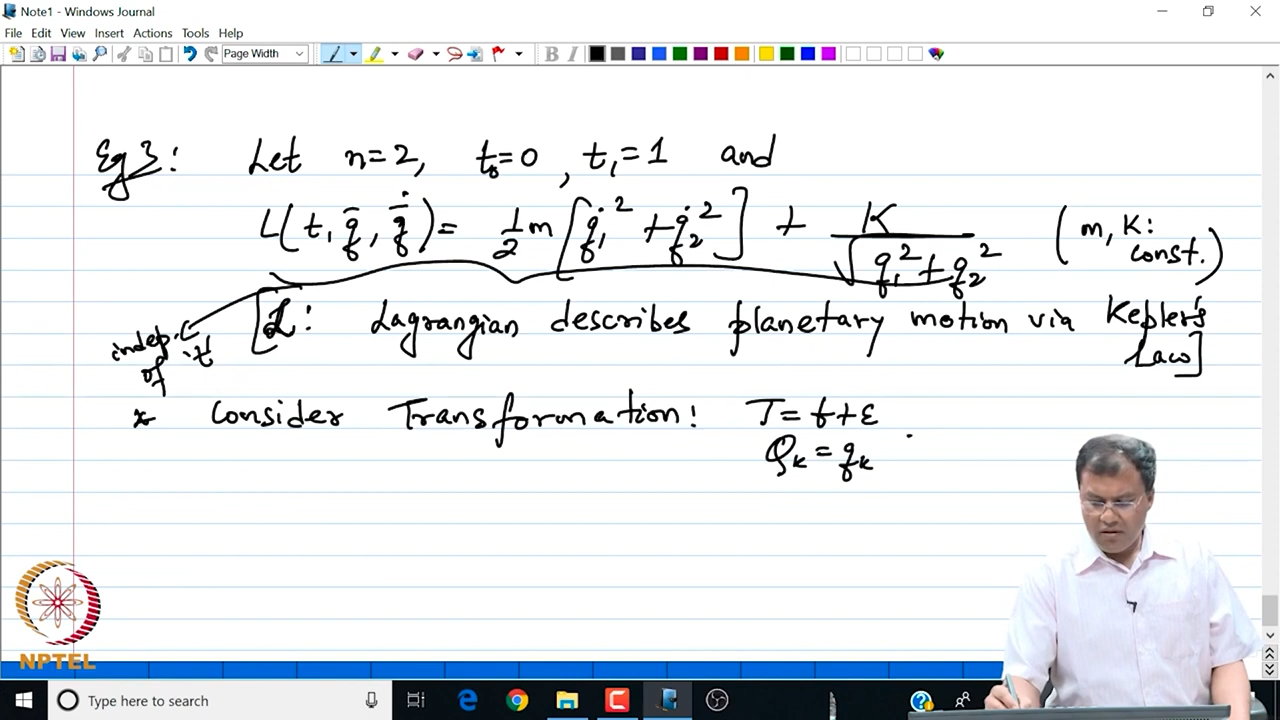 Note1 - Windows Journal
File Edit View Insert Actions Tools Help
Page Width
B I
Eg 3: Let n=2, t₀=0, t₁=1 and
L(t, q̄, q̄̇) = 1/2 m [q̇₁² + q̇₂²] + K/√(q₁² + q₂²) (m, K: const.)
[L: Lagrangian describes planetary motion via Kepler's Law]
indep. of 't'
* Consider Transformation: T = t + ε
Qₖ = qₖ
NPTEL
Type here to search